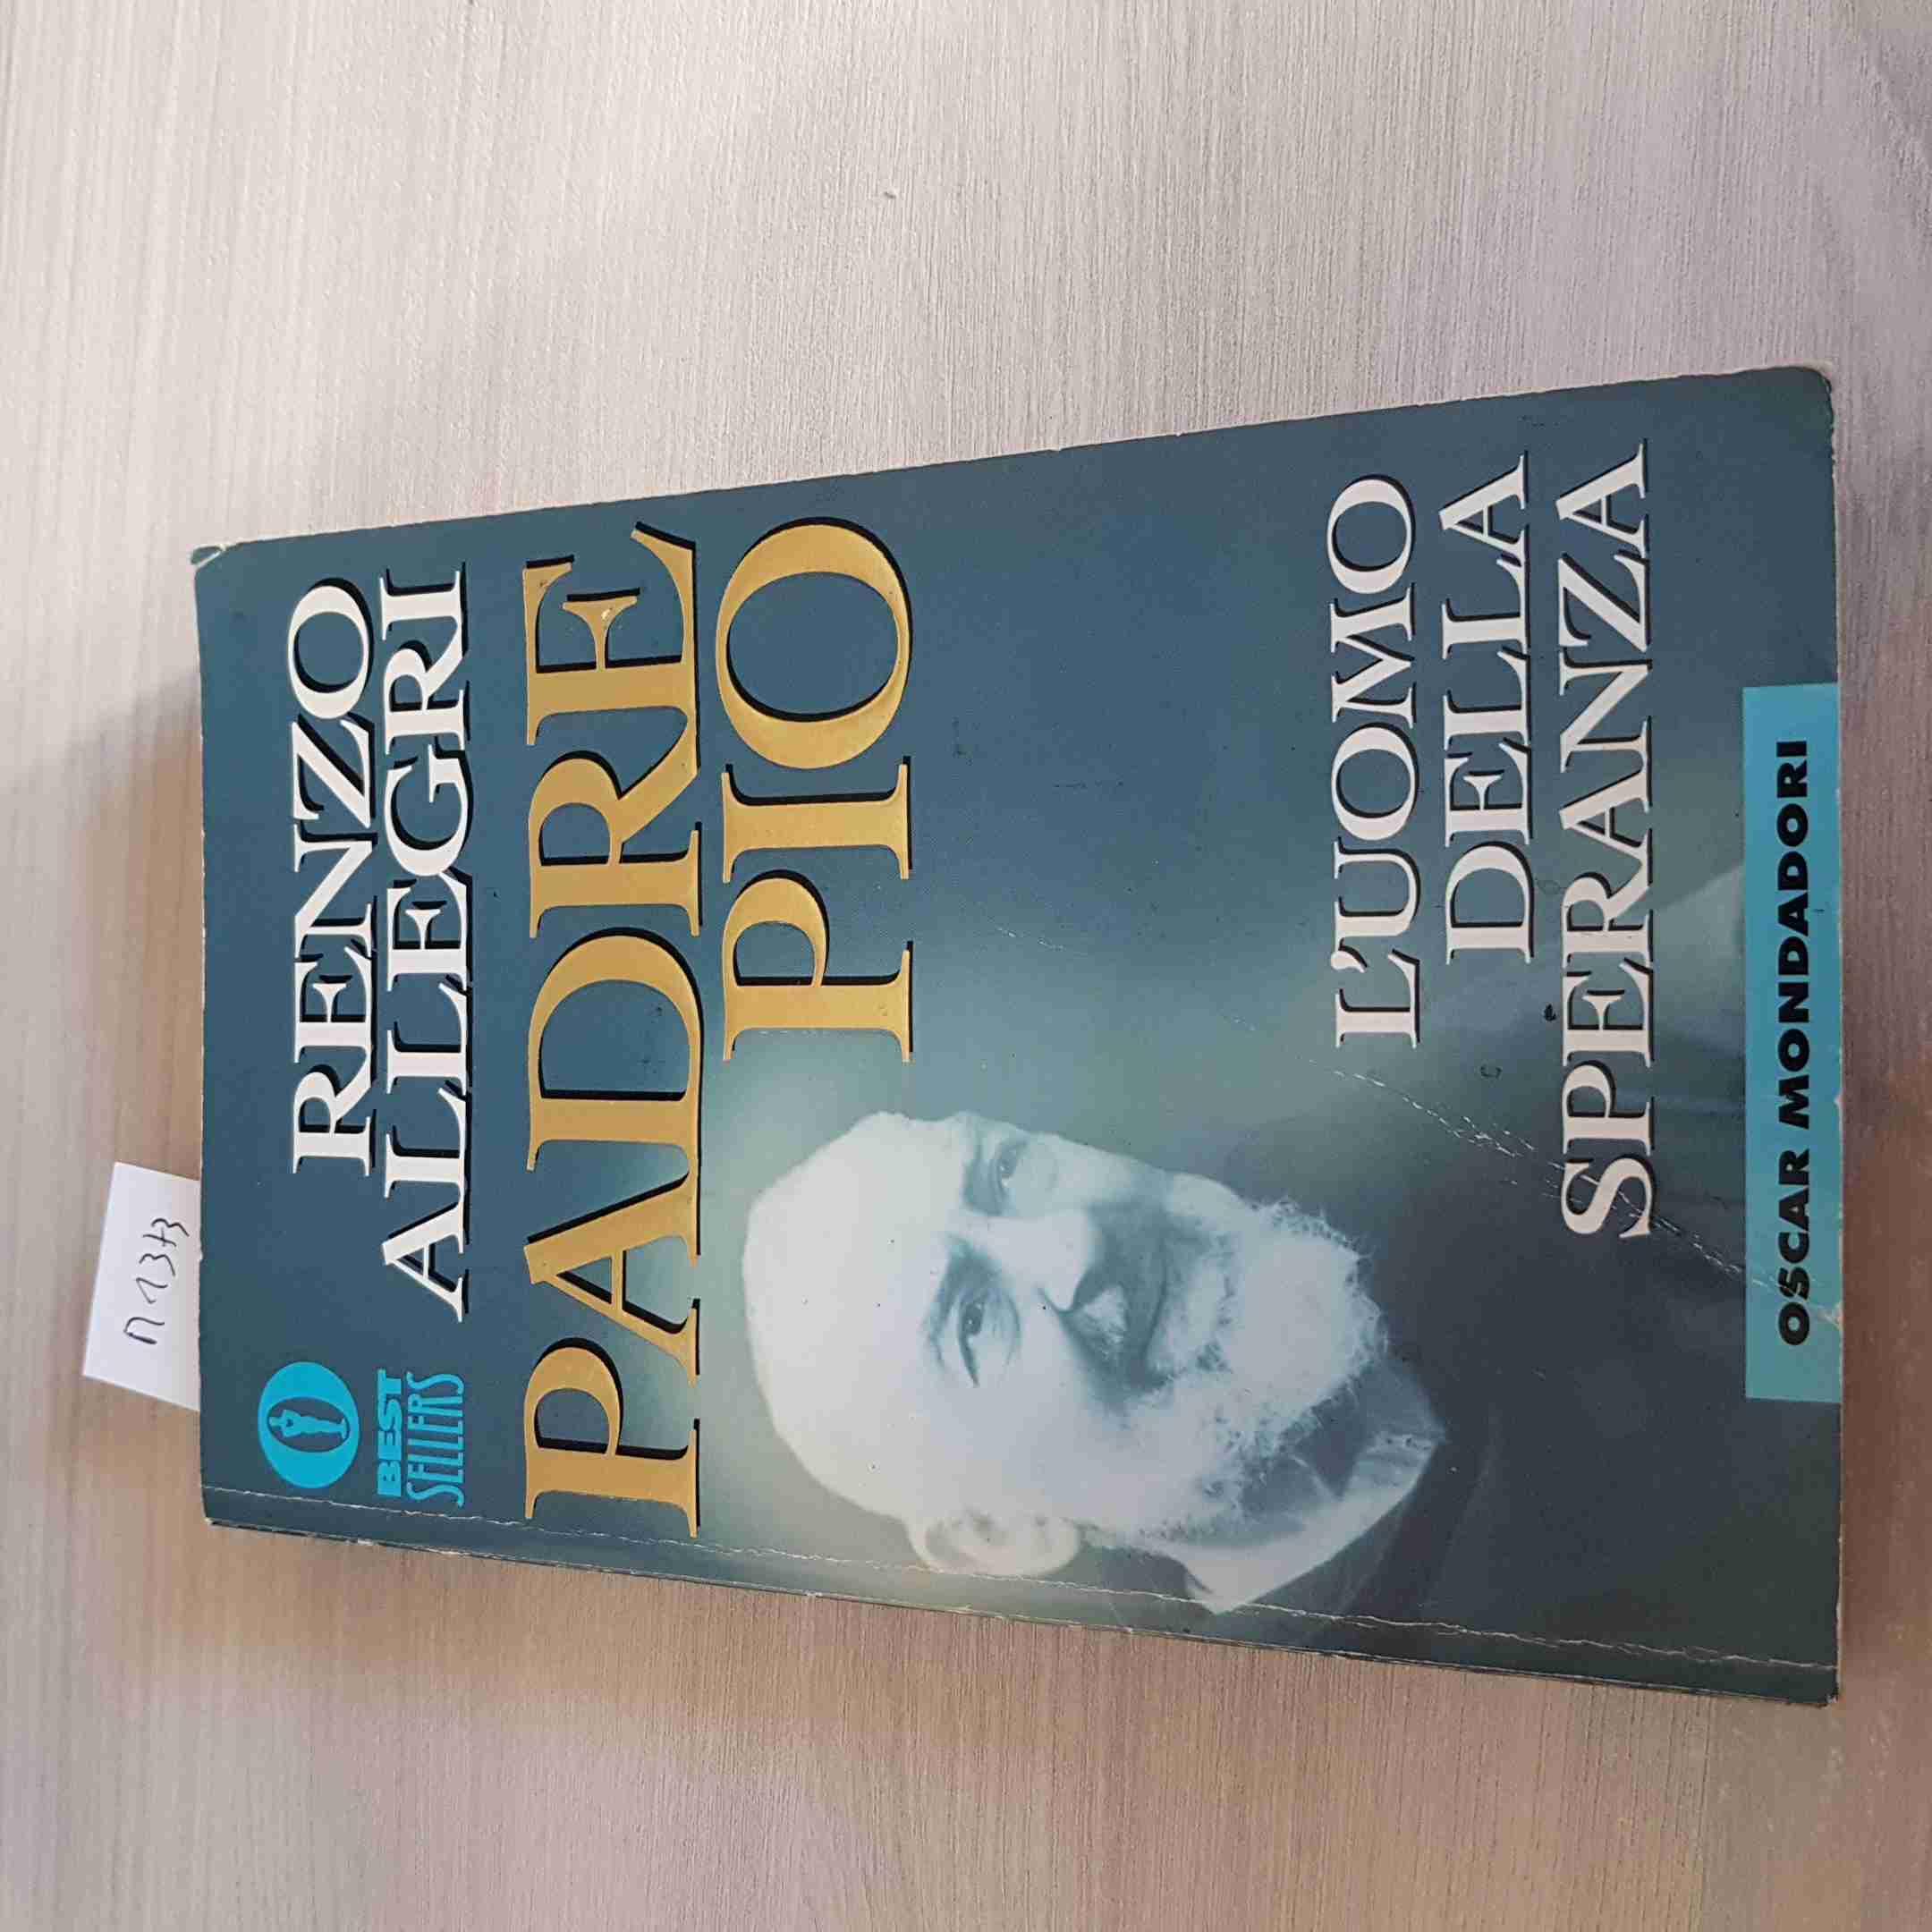 RENZO
ALLEGRI
BEST
SELLERS
PADRE
PIO
L'UOMO
DELLA
SPERANZA
OSCAR MONDADORI